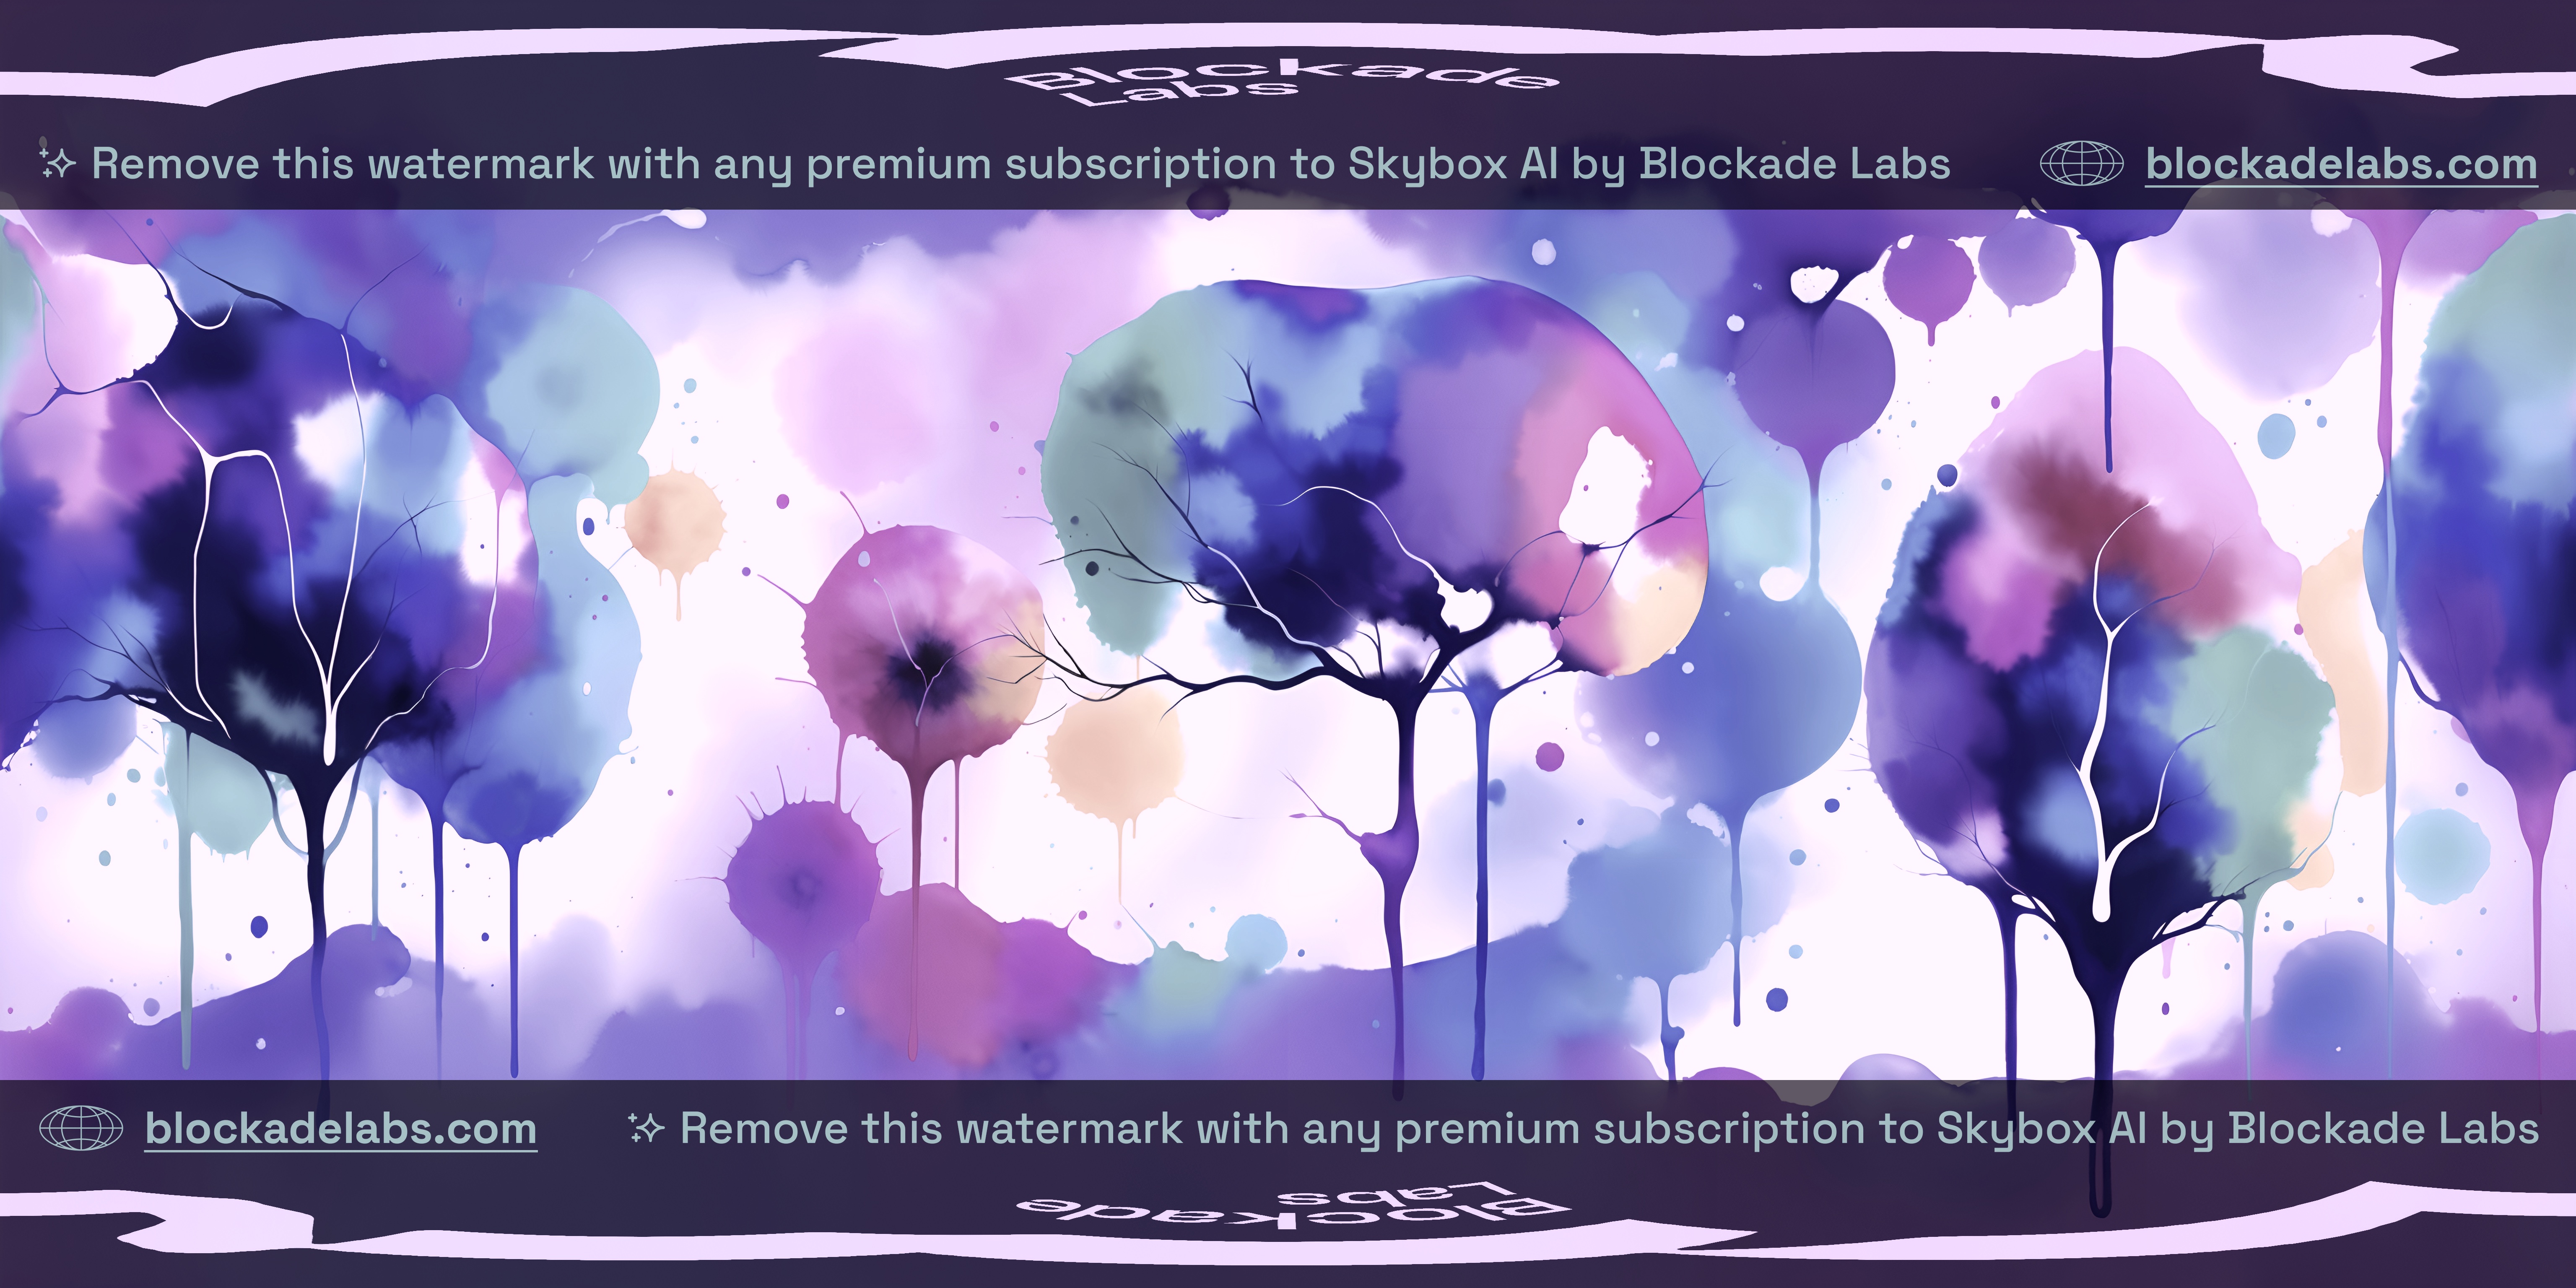 Blockade
Labs
Remove this watermark with any premium subscription to Skybox AI by Blockade Labs
blockadelabs.com
blockadelabs.com
Remove this watermark with any premium subscription to Skybox AI by Blockade Labs
Labs
Blockade